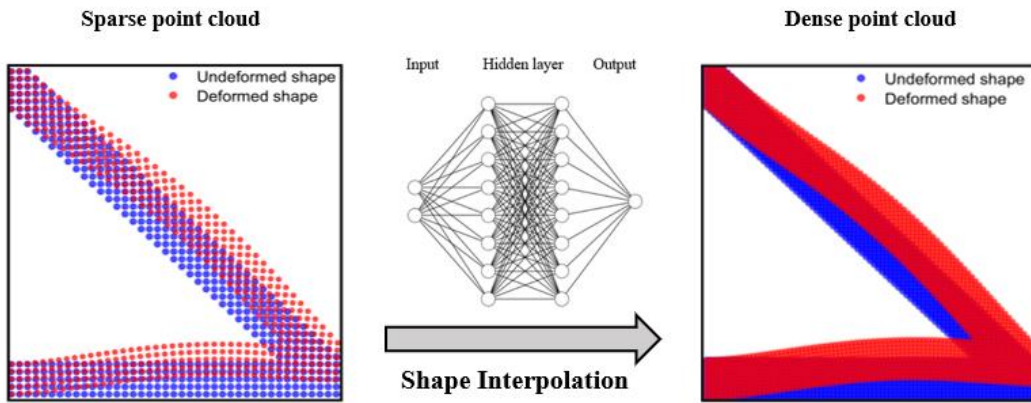 Sparse point cloud
Undeformed shape
Deformed shape
Input
Hidden layer
Output
Shape Interpolation
Dense point cloud
Undeformed shape
Deformed shape